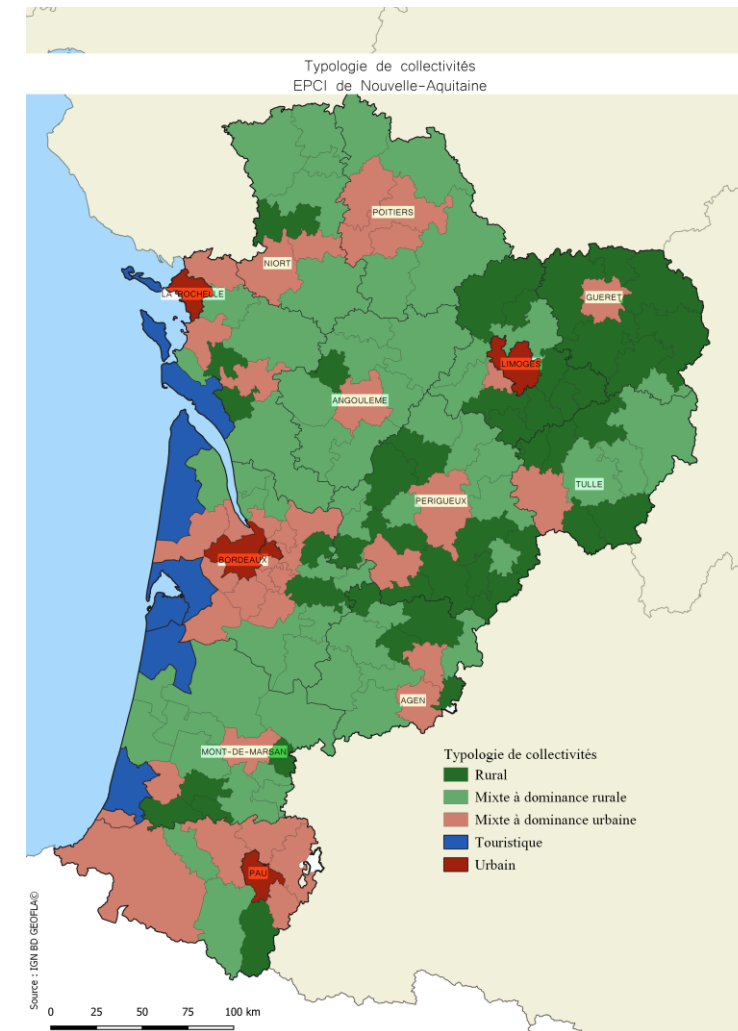 Typologie de collectivités
EPCI de Nouvelle-Aquitaine
POITIERS
NIORT
LA ROCHELLE
GUERET
LIMOGES
ANGOULEME
TULLE
PERIGUEUX
BORDEAUX
AGEN
MONT-DE-MARSAN
Typologie de collectivités
Rural
Mixte à dominance rurale
Mixte à dominance urbaine
Touristique
Urbain
PAU
Source : IGN BD GEOFLA©
0 25 50 75 100 km